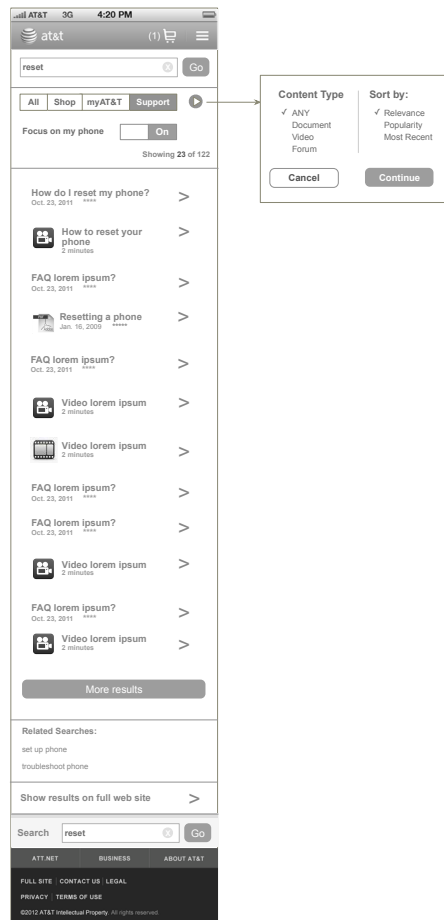 AT&T 3G 4:20 PM
at&t (1)
reset Go
All Shop myAT&T Support
Focus on my phone On
Showing 23 of 122
Content Type Sort by:
✓ ANY ✓ Relevance
Document Popularity
Video Most Recent
Forum
Cancel Continue
How do I reset my phone? >
Oct. 23, 2011 ****
How to reset your >
phone
2 minutes
FAQ lorem ipsum? >
Oct. 23, 2011 ****
Resetting a phone >
Jan. 16, 2009 *****
FAQ lorem ipsum? >
Oct. 23, 2011 ****
Video lorem ipsum >
2 minutes
Video lorem ipsum >
2 minutes
FAQ lorem ipsum? >
Oct. 23, 2011 ****
FAQ lorem ipsum? >
Oct. 23, 2011 ****
Video lorem ipsum >
2 minutes
FAQ lorem ipsum? >
Oct. 23, 2011 ****
Video lorem ipsum >
2 minutes
More results
Related Searches:
set up phone
troubleshoot phone
Show results on full web site >
Search reset Go
ATT.NET BUSINESS ABOUT AT&T
FULL SITE | CONTACT US | LEGAL
PRIVACY | TERMS OF USE
©2012 AT&T Intellectual Property. All rights reserved.